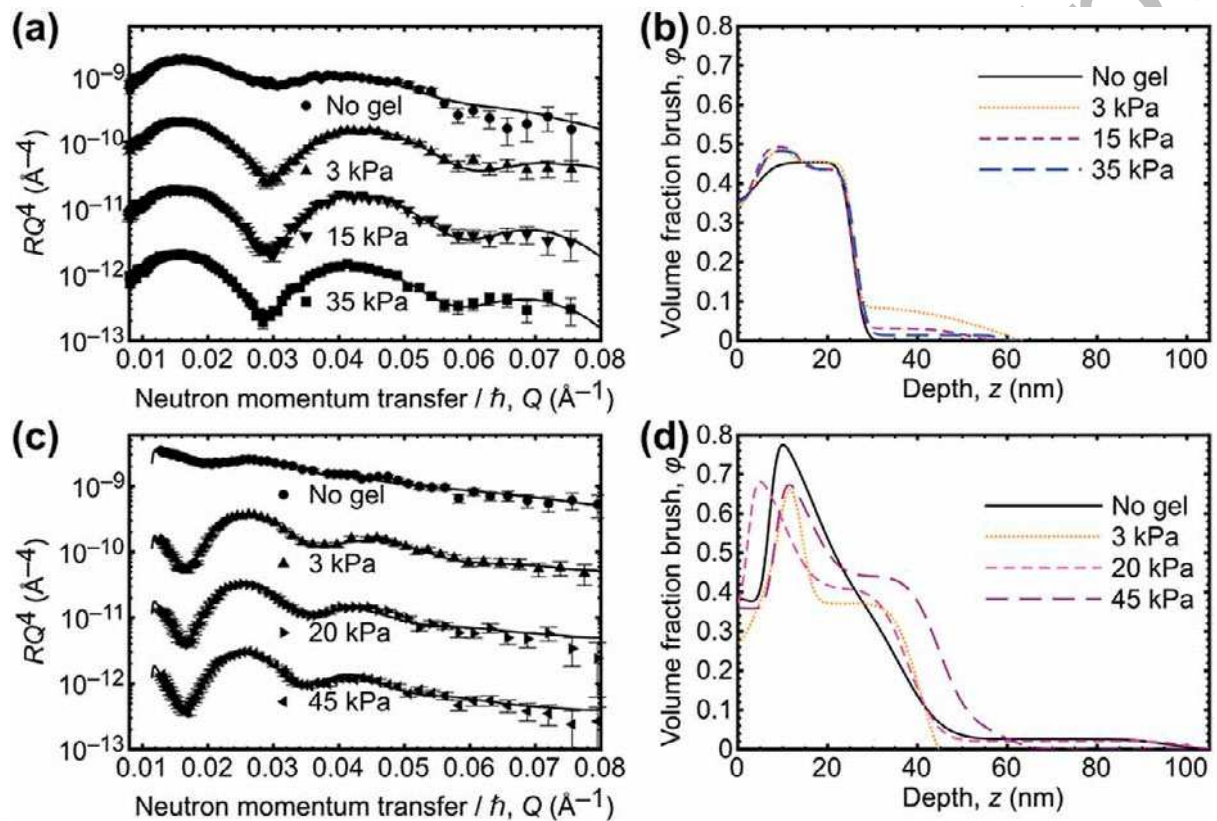 (a)
10⁻⁹
10⁻¹⁰
10⁻¹¹
10⁻¹²
10⁻¹³
RQ⁴ (Å⁻⁴)
No gel
3 kPa
15 kPa
35 kPa
0.01 0.02 0.03 0.04 0.05 0.06 0.07 0.08
Neutron momentum transfer / ℏ, Q (Å⁻¹)
(b)
0.8
0.7
0.6
0.5
0.4
0.3
0.2
0.1
0
Volume fraction brush, φ
No gel
3 kPa
15 kPa
35 kPa
0 20 40 60 80 100
Depth, z (nm)
(c)
10⁻⁹
10⁻¹⁰
10⁻¹¹
10⁻¹²
10⁻¹³
RQ⁴ (Å⁻⁴)
No gel
3 kPa
20 kPa
45 kPa
0.01 0.02 0.03 0.04 0.05 0.06 0.07 0.08
Neutron momentum transfer / ℏ, Q (Å⁻¹)
(d)
0.8
0.7
0.6
0.5
0.4
0.3
0.2
0.1
0
Volume fraction brush, φ
No gel
3 kPa
20 kPa
45 kPa
0 20 40 60 80 100
Depth, z (nm)